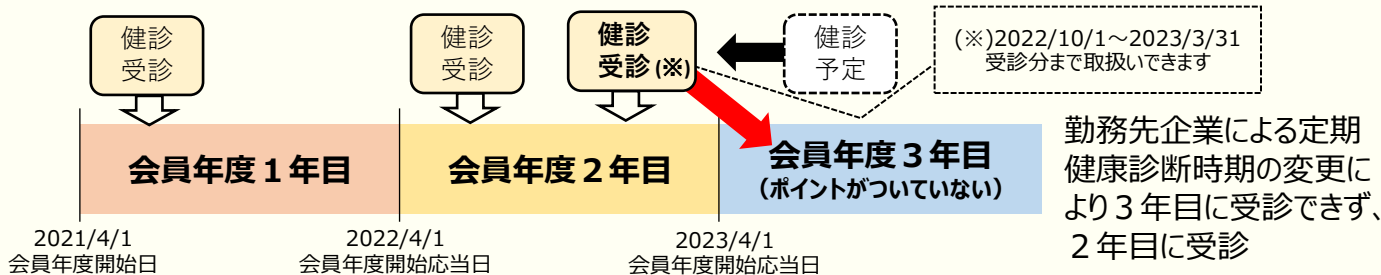 健診
受診
健診
受診
健診
受診(※)
健診
予定
(※)2022/10/1～2023/3/31
受診分まで取扱いできます
会員年度１年目
会員年度２年目
会員年度３年目
（ポイントがついていない）
勤務先企業による定期
健康診断時期の変更に
より３年目に受診できず、
２年目に受診
2021/4/1
会員年度開始日
2022/4/1
会員年度開始応当日
2023/4/1
会員年度開始応当日